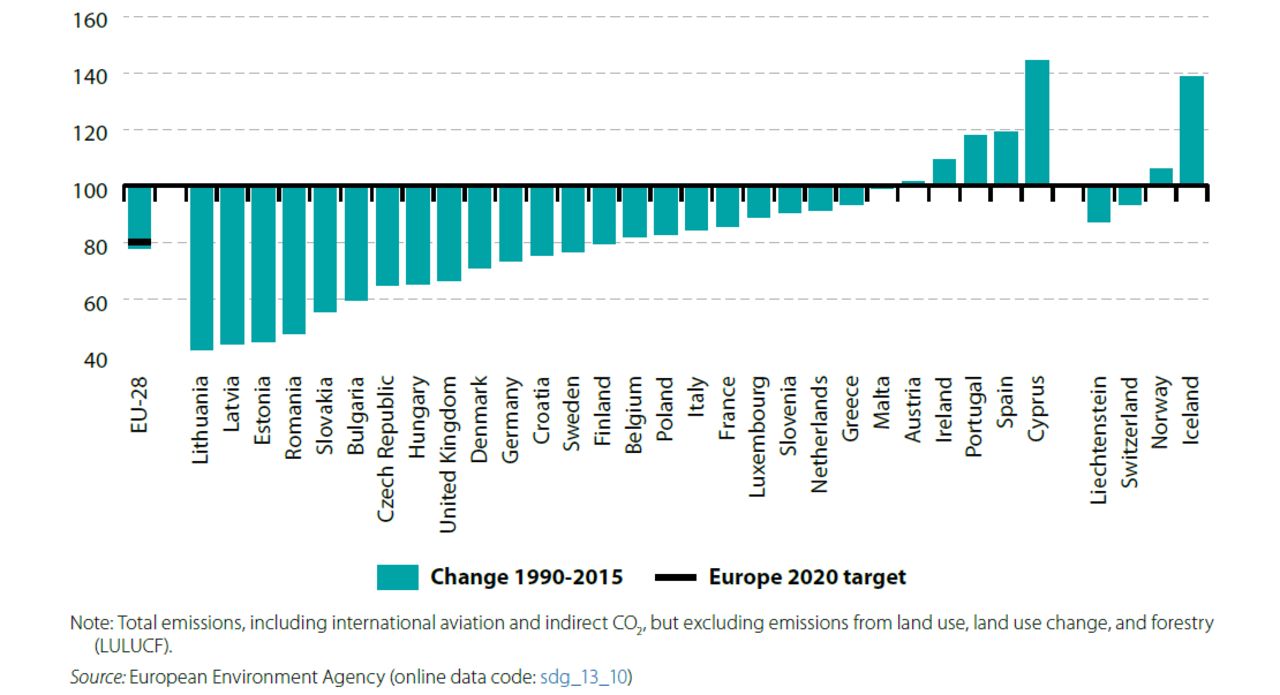 160
140
120
100
80
60
40
EU-28
Lithuania
Latvia
Estonia
Romania
Slovakia
Bulgaria
Czech Republic
Hungary
United Kingdom
Denmark
Germany
Croatia
Sweden
Finland
Belgium
Poland
Italy
France
Luxembourg
Slovenia
Netherlands
Greece
Malta
Austria
Ireland
Portugal
Spain
Cyprus
Liechtenstein
Switzerland
Norway
Iceland
Change 1990-2015
Europe 2020 target
Note: Total emissions, including international aviation and indirect CO₂, but excluding emissions from land use, land use change, and forestry
(LULUCF).
Source: European Environment Agency (online data code: sdg_13_10)